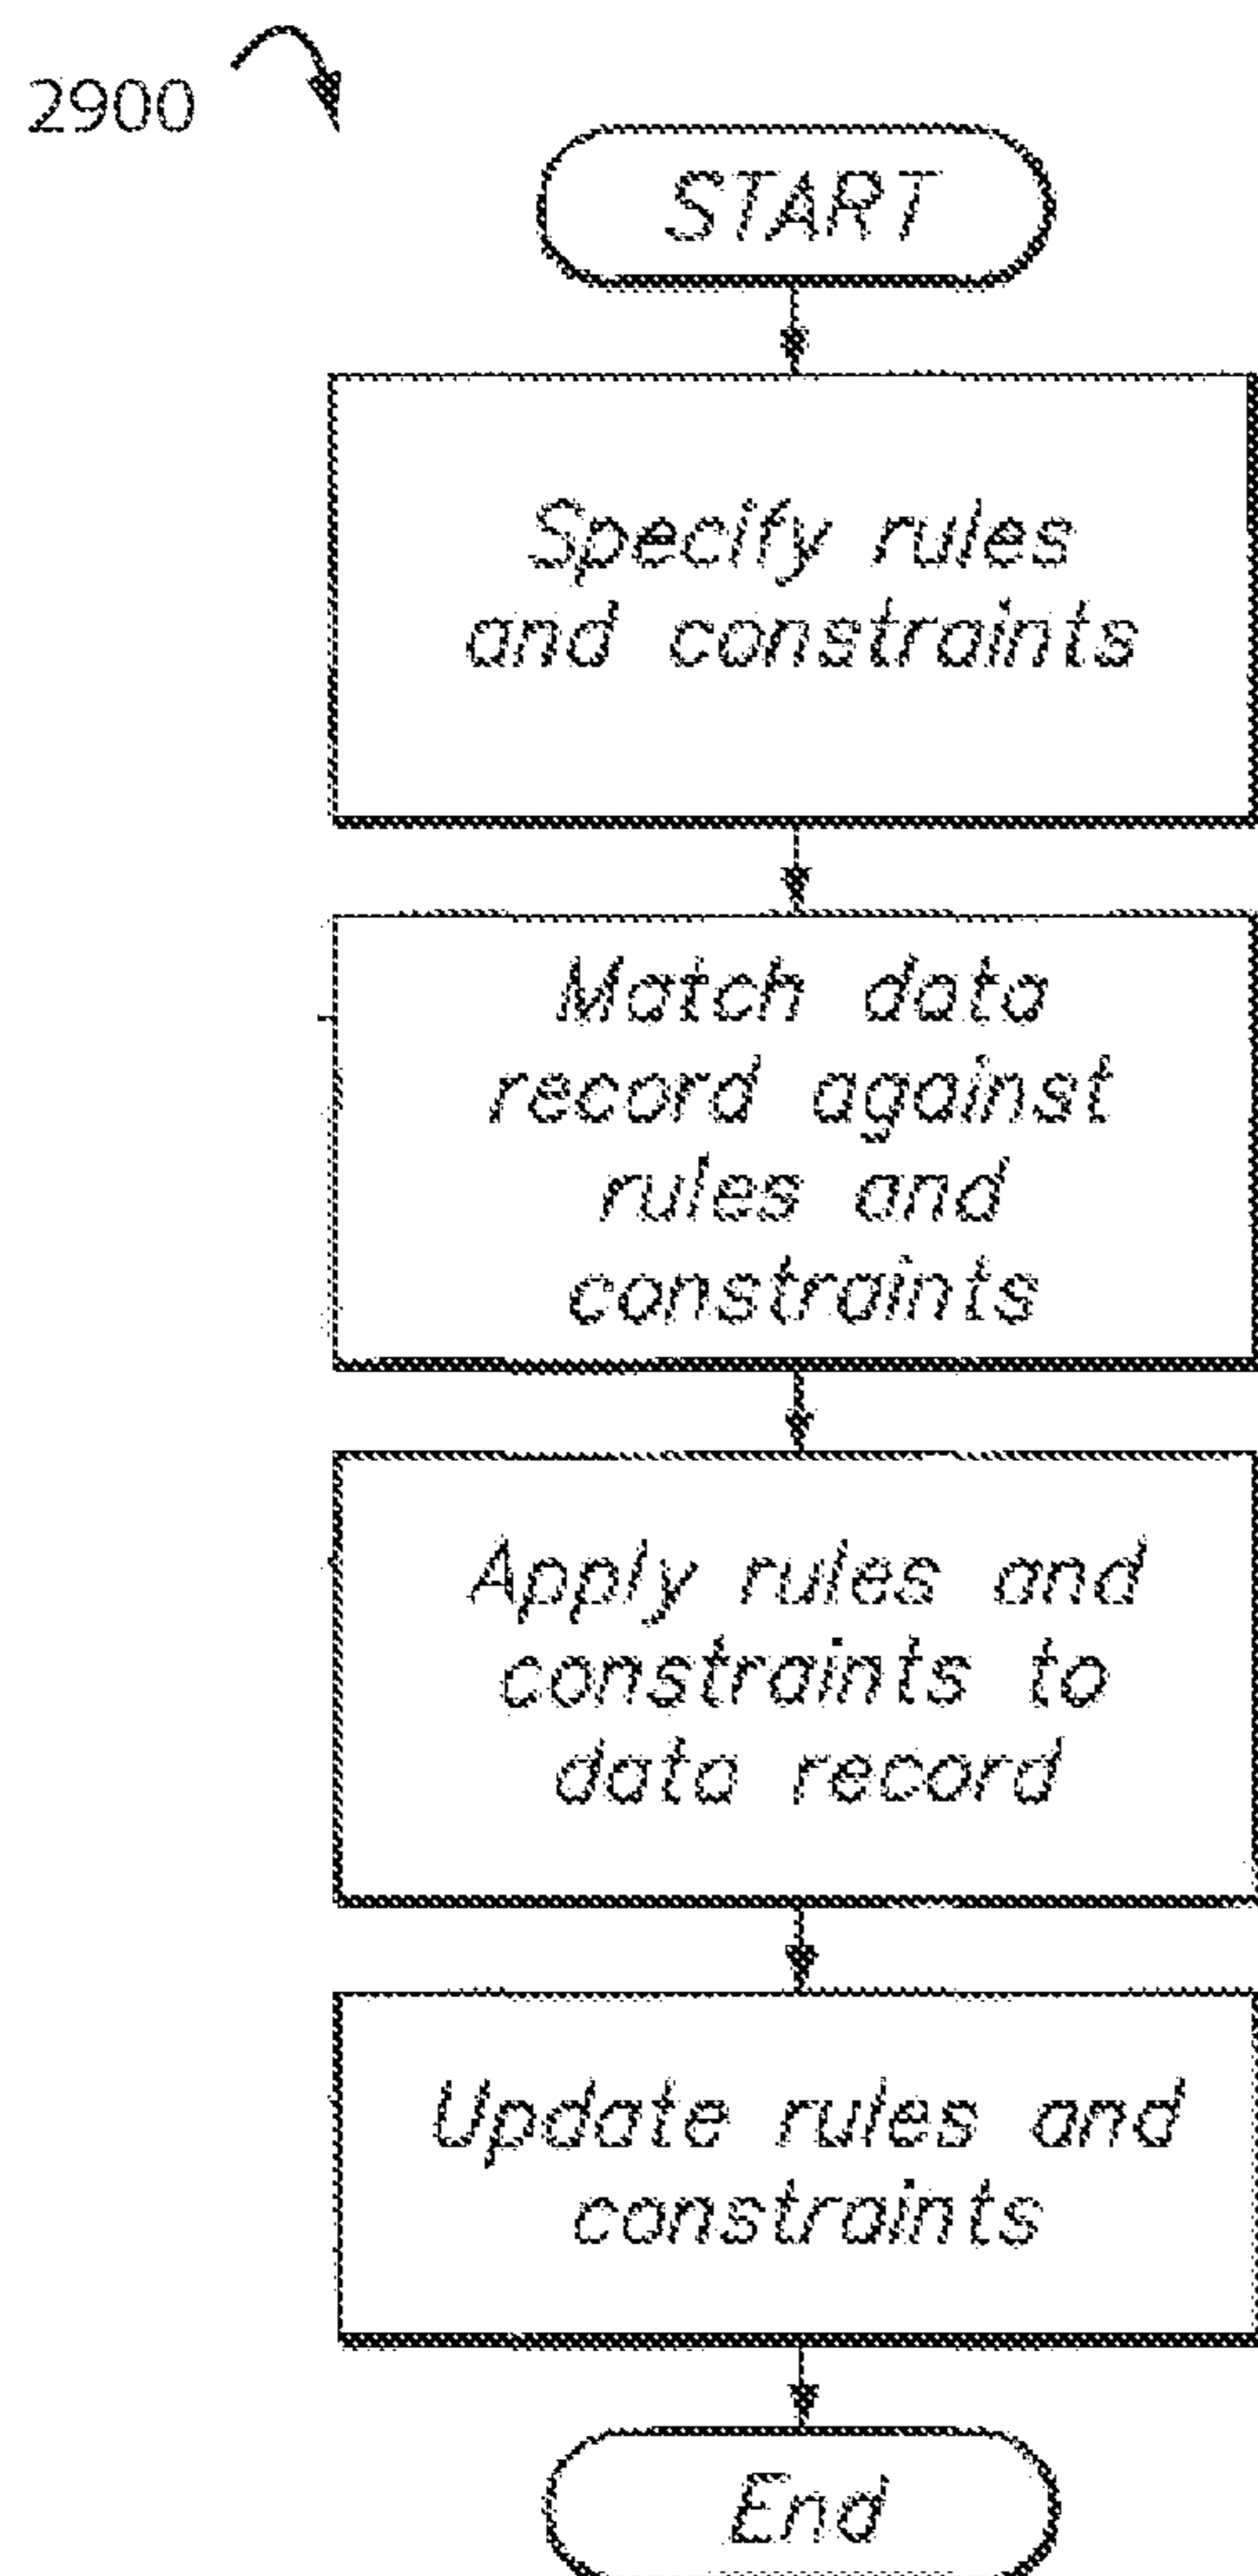 2900
START
Specify rules
and constraints
Match data
record against
rules and
constraints
Apply rules and
constraints to
data record
Update rules and
constraints
End